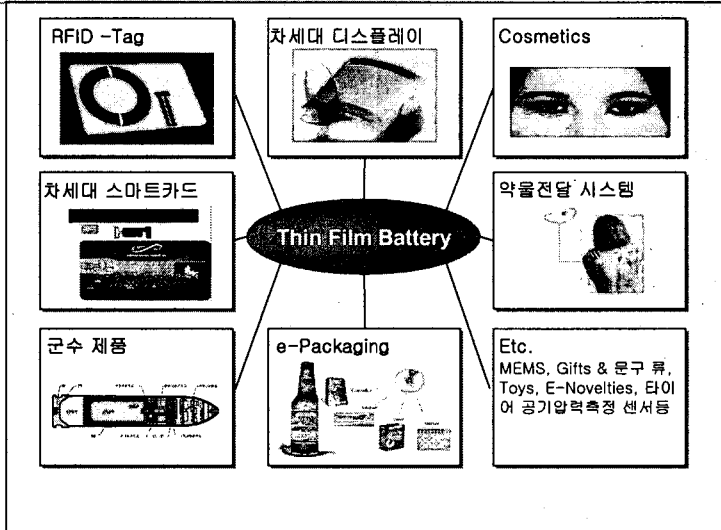 RFID -Tag
차세대 디스플레이
Cosmetics
차세대 스마트카드
Thin Film Battery
약물전달 시스템
군수 제품
e-Packaging
Etc.
MEMS, Gifts & 문구 류,
Toys, E-Novelties, 타이
어 공기압력측정 센서등